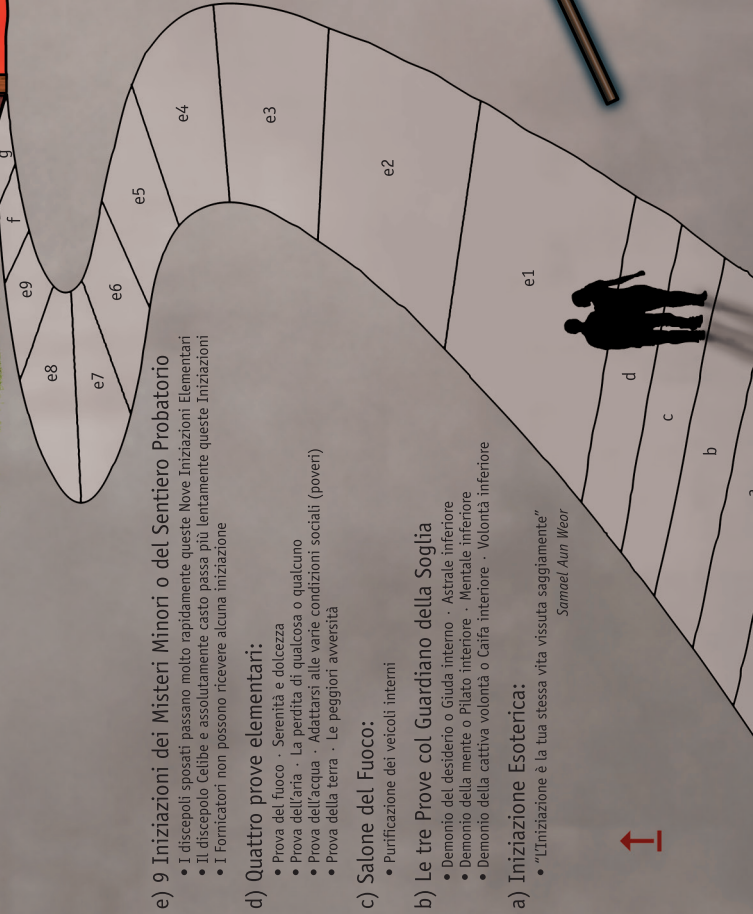 e) 9 Iniziazioni dei Misteri Minori o del Sentiero Probatorio
• I discepoli sposati passano molto rapidamente queste Nove Iniziazioni Elementari
• Il discepolo Celibe e assolutamente casto passa più lentamente queste Iniziazioni
• I Fornicatori non possono ricevere alcuna iniziazione
d) Quattro prove elementari:
• Prova del fuoco · Serenità e dolcezza
• Prova dell'aria · La perdita di qualcosa o qualcuno
• Prova dell'acqua · Adattarsi alle varie condizioni sociali (poveri)
• Prova della terra · Le peggiori avversità
c) Salone del Fuoco:
• Purificazione dei veicoli interni
b) Le tre Prove col Guardiano della Soglia
• Demonio del desiderio o Giuda interno · Astrale inferiore
• Demonio della mente o Pilato interiore · Mentale inferiore
• Demonio della cattiva volontà o Caifa interiore · Volontà inferiore
a) Iniziazione Esoterica:
• "L'Iniziazione è la tua stessa vita vissuta saggiamente"
Samael Aun Weor
g
f
e9
e8
e7
e6
e5
e4
e3
e2
e1
d
c
b